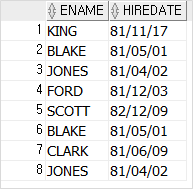 ENAME HIREDATE
1 KING 81/11/17
2 BLAKE 81/05/01
3 JONES 81/04/02
4 FORD 81/12/03
5 SCOTT 82/12/09
6 BLAKE 81/05/01
7 CLARK 81/06/09
8 JONES 81/04/02